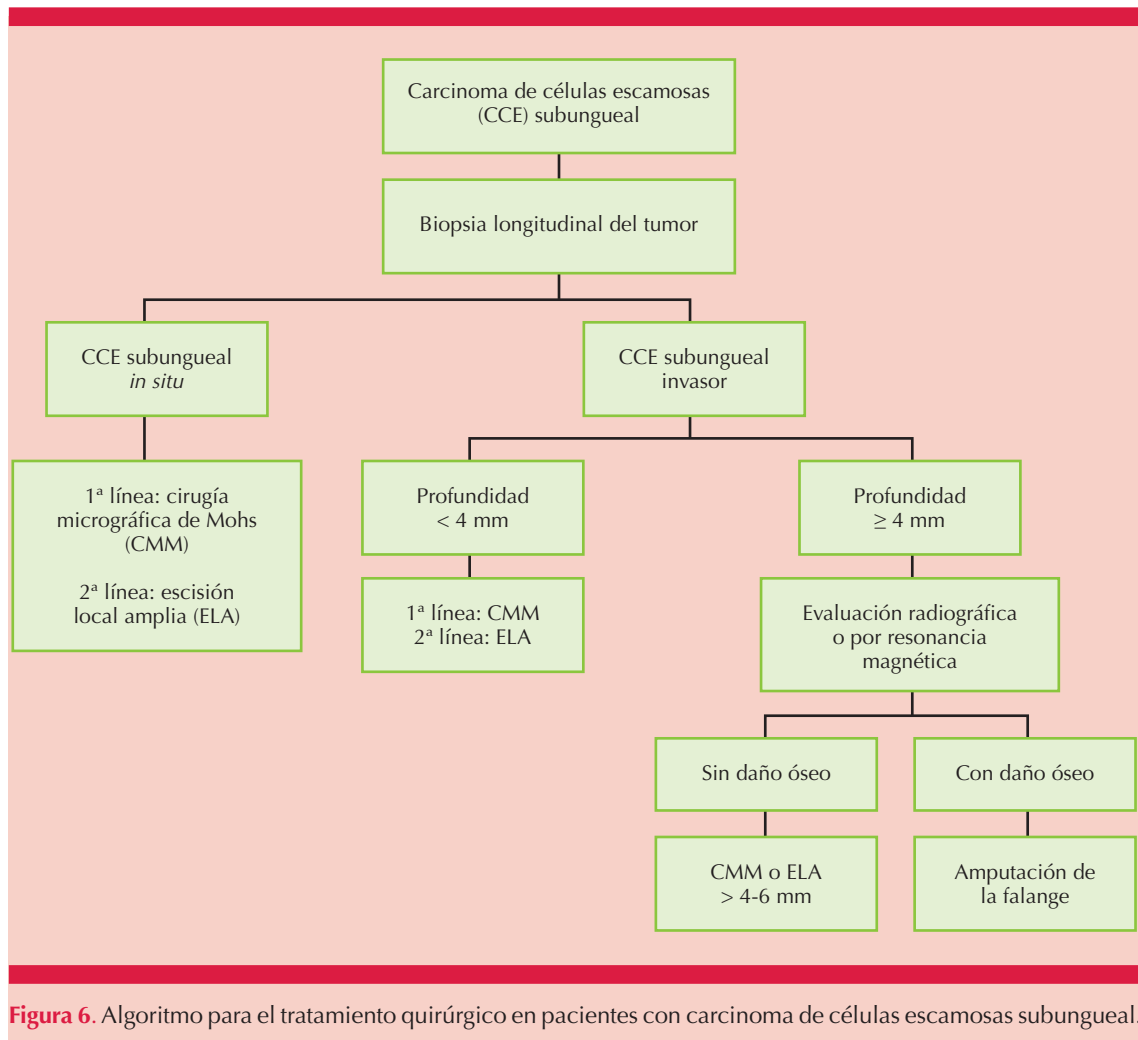 Carcinoma de células escamosas
(CCE) subungueal
Biopsia longitudinal del tumor
CCE subungueal
in situ
CCE subungueal
invasor
1ª línea: cirugía
micrográfica de Mohs
(CMM)
2ª línea: escisión
local amplia (ELA)
Profundidad
< 4 mm
Profundidad
≥ 4 mm
1ª línea: CMM
2ª línea: ELA
Evaluación radiográfica
o por resonancia
magnética
Sin daño óseo
Con daño óseo
CMM o ELA
> 4-6 mm
Amputación de
la falange
Figura 6. Algoritmo para el tratamiento quirúrgico en pacientes con carcinoma de células escamosas subungueal.